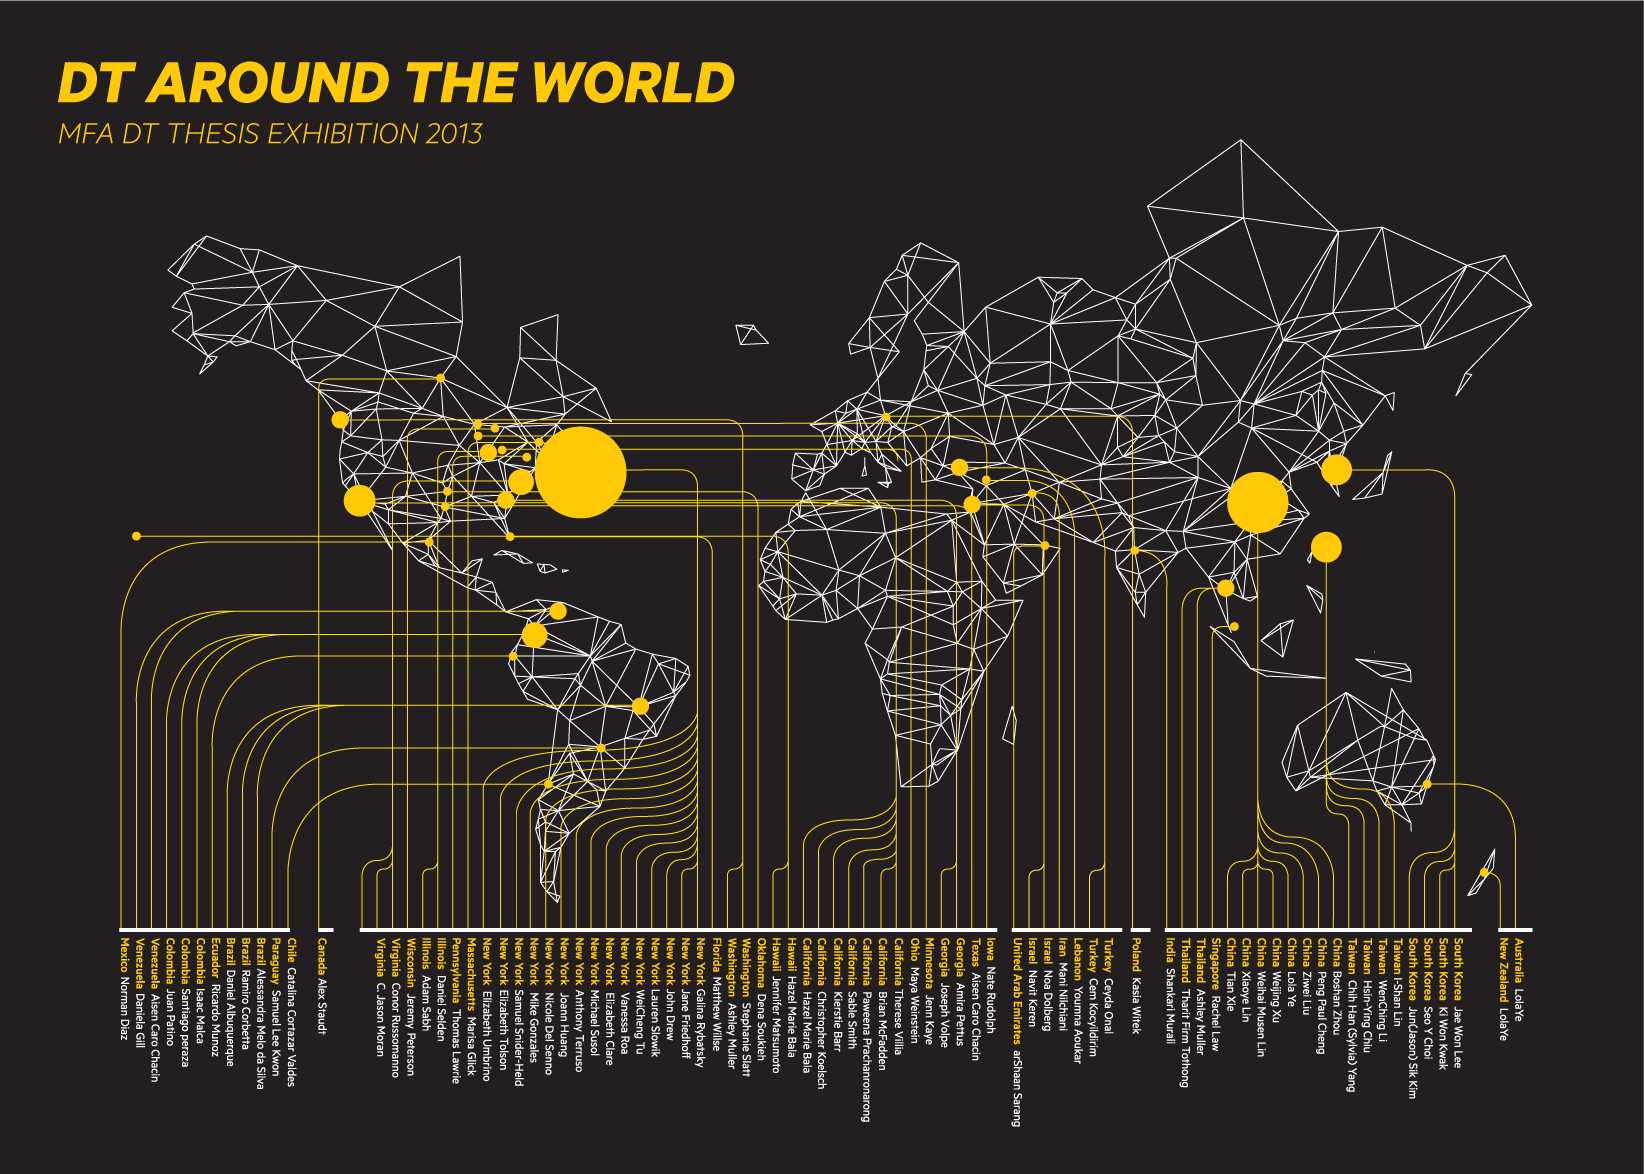 DT AROUND THE WORLD
MFA DT THESIS EXHIBITION 2013
Mexico Norman Diaz
Venezuela Daniela Gill
Venezuela Aisen Caro Chacin
Colombia Juan Patino
Colombia Santiago peraza
Colombia Isaac Malca
Ecuador Ricardo Munoz
Brazil Daniel Albuquerque
Brazil Ramiro Corbetta
Brazil Alessandra Melo da Silva
Paraguay Samuel Lee Kwon
Chile Catalina Cortazar Valdes
Canada Alex Staudt
Virginia C. Jason Moran
Virginia Conor Russomanno
Wisconsin Jeremy Peterson
Illinois Adam Sabh
Illinois Daniel Selden
Pennsylvania Thomas Lawrie
Massachusetts Marisa Glick
New York Elizabeth Umbrino
New York Elizabeth Tolson
New York Samuel Snider-Held
New York Mike Gonzales
New York Nicole Del Senno
New York Joann Huang
New York Anthony Terruso
New York Michael Susol
New York Elizabeth Clare
New York Vanessa Roa
New York WeiCheng Tu
New York Lauren Slowik
New York John Drew
New York Jane Friedhoff
New York Galina Rybatsky
Florida Matthew Willse
Washington Ashley Muller
Washington Stephanie Slatt
Oklahoma Dena Soukieh
Hawaii Jennifer Matsumoto
Hawaii Hazel Marie Bala
California Hazel Marie Bala
California Christopher Koelsch
California Kierstie Barr
California Sable Smith
California Paweena Prachanronarong
California Brian McFadden
California Therese Villia
Ohio Maya Weinstein
Minnesota Jenn Kaye
Georgia Joseph Volpe
Georgia Amira Pettus
Texas Aisen Caro Chacin
Iowa Nate Rudolph
United Arab Emirates arShaan Sarang
Israel Navit Keren
Israel Noa Dolberg
Iran Mani Nilchiani
Lebanon Youmna Aoukar
Turkey Cem Kocyildirim
Turkey Ceyda Onal
Poland Kasia Wirek
India Shankari Murali
Thailand Tharit Firm Tothong
Thailand Ashley Muller
Singapore Rachel Law
China Tian Xie
China Xiaoye Lin
China Weihai Musen Lin
China Weijing Xu
China Lola Ye
China Ziwei Liu
China Peng Paul Cheng
China Boshan Zhou
Taiwan Chih Han (Sylvia) Yang
Taiwan Hsin-Ying Chiu
Taiwan WenChing Li
Taiwan I-Shan Lin
South Korea Jun(Jason) Sik Kim
South Korea Seo Y Choi
South Korea Ki Won Kwak
South Korea Jae Won Lee
New Zealand LolaYe
Australia LolaYe